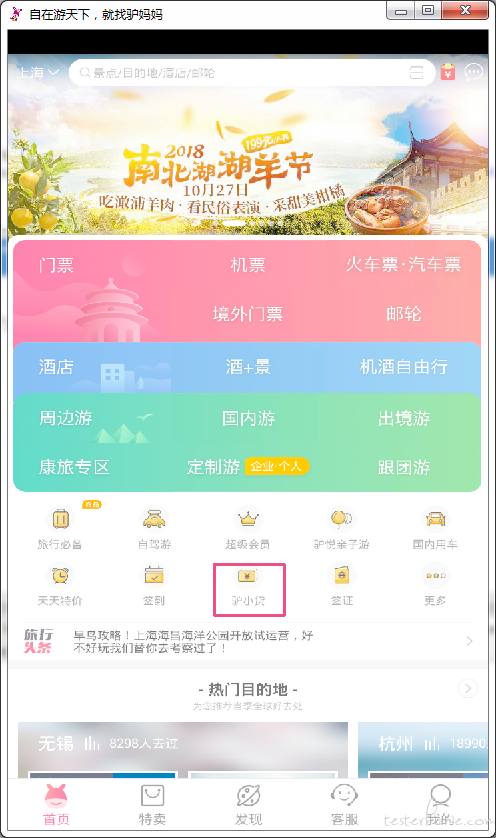 自在游天下，就找驴妈妈
上海 景点/目的地/酒店/邮轮
199元/人起
2018
南北湖湖羊节
10月27日
吃澉浦羊肉·看民俗表演·采甜美柑橘
门票 机票 火车票·汽车票
境外门票 邮轮
酒店 酒+景 机酒自由行
周边游 国内游 出境游
康旅专区 定制游 企业·个人 跟团游
旅行必备 自驾游 超级会员 驴悦亲子游 国内用车
天天特价 签到 驴小贷 签证 更多
旅行头条
早鸟攻略！上海海昌海洋公园开放试运营，好
不好玩我们替你去考察过了！
- 热门目的地 -
为您推荐当季全球好去处
无锡 8298人去过 杭州 18990
首页 特卖 发现 客服 我的